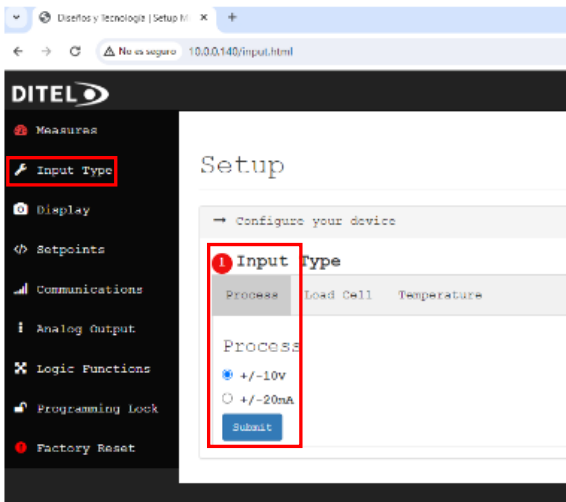 Diseños y Tecnología | Setup M
No es seguro 10.0.0.140/input.html
DITEL
Measures
Input Type
Display
Setpoints
Communications
Analog Output
Logic Functions
Programming Lock
Factory Reset
Setup
→ Configure your device
1 Input Type
Process Load Cell Temperature
Process
+/-10V
+/-20mA
Submit